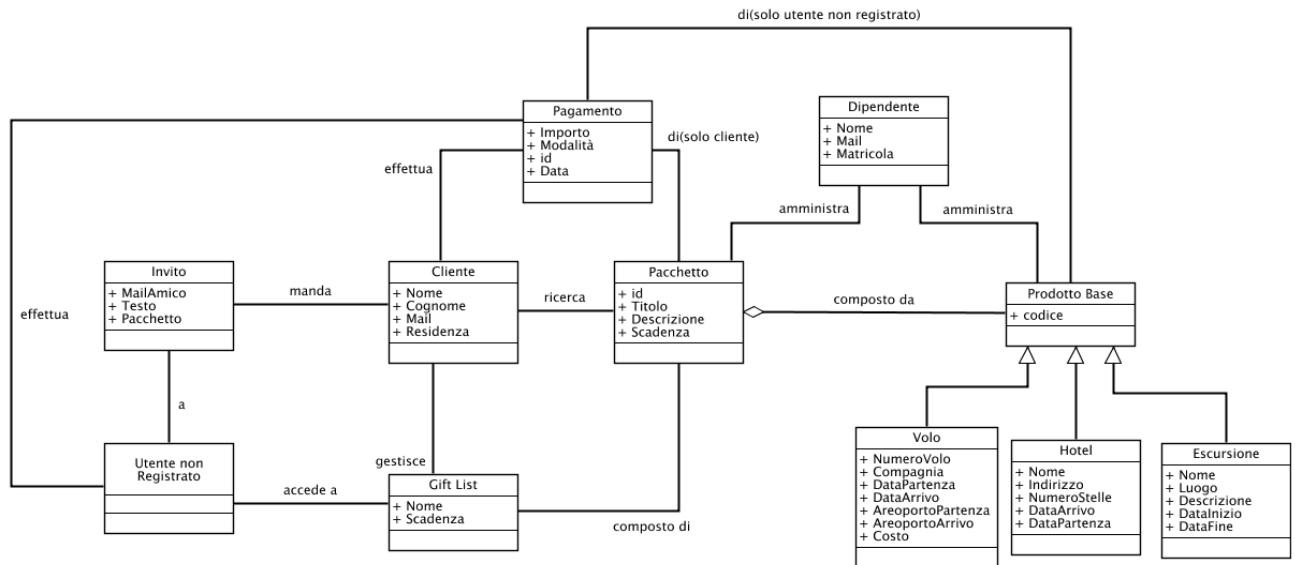 di(solo utente non registrato)
Pagamento
+ Importo
+ Modalità
+ id
+ Data
Dipendente
+ Nome
+ Mail
+ Matricola
di(solo cliente)
effettua
amministra
amministra
Invito
+ MailAmico
+ Testo
+ Pacchetto
manda
Cliente
+ Nome
+ Cognome
+ Mail
+ Residenza
ricerca
Pacchetto
+ id
+ Titolo
+ Descrizione
+ Scadenza
composto da
Prodotto Base
+ codice
effettua
a
Utente non
Registrato
accede a
gestisce
Gift List
+ Nome
+ Scadenza
composto di
Volo
+ NumeroVolo
+ Compagnia
+ DataPartenza
+ DataArrivo
+ AreoportoPartenza
+ AreoportoArrivo
+ Costo
Hotel
+ Nome
+ Indirizzo
+ NumeroStelle
+ DataArrivo
+ DataPartenza
Escursione
+ Nome
+ Luogo
+ Descrizione
+ DataInizio
+ DataFine